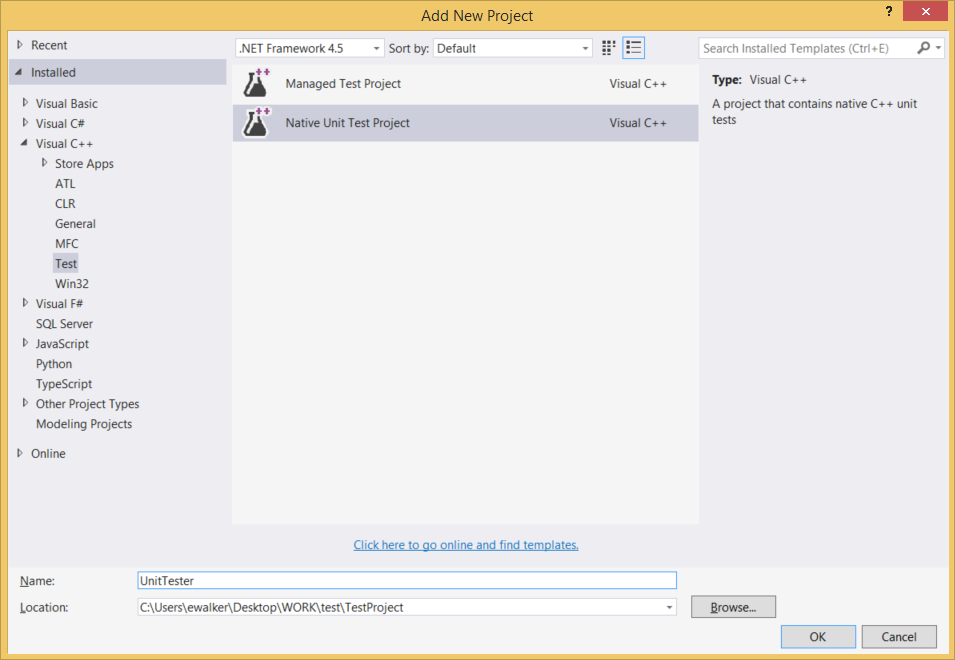 Add New Project
?
Recent
Installed
Visual Basic
Visual C#
Visual C++
Store Apps
ATL
CLR
General
MFC
Test
Win32
Visual F#
SQL Server
JavaScript
Python
TypeScript
Other Project Types
Modeling Projects
Online
.NET Framework 4.5 Sort by: Default
Managed Test Project Visual C++
Native Unit Test Project Visual C++
Click here to go online and find templates.
Search Installed Templates (Ctrl+E)
Type: Visual C++
A project that contains native C++ unit
tests
Name: UnitTester
Location: C:\Users\ewalker\Desktop\WORK\test\TestProject Browse...
OK Cancel